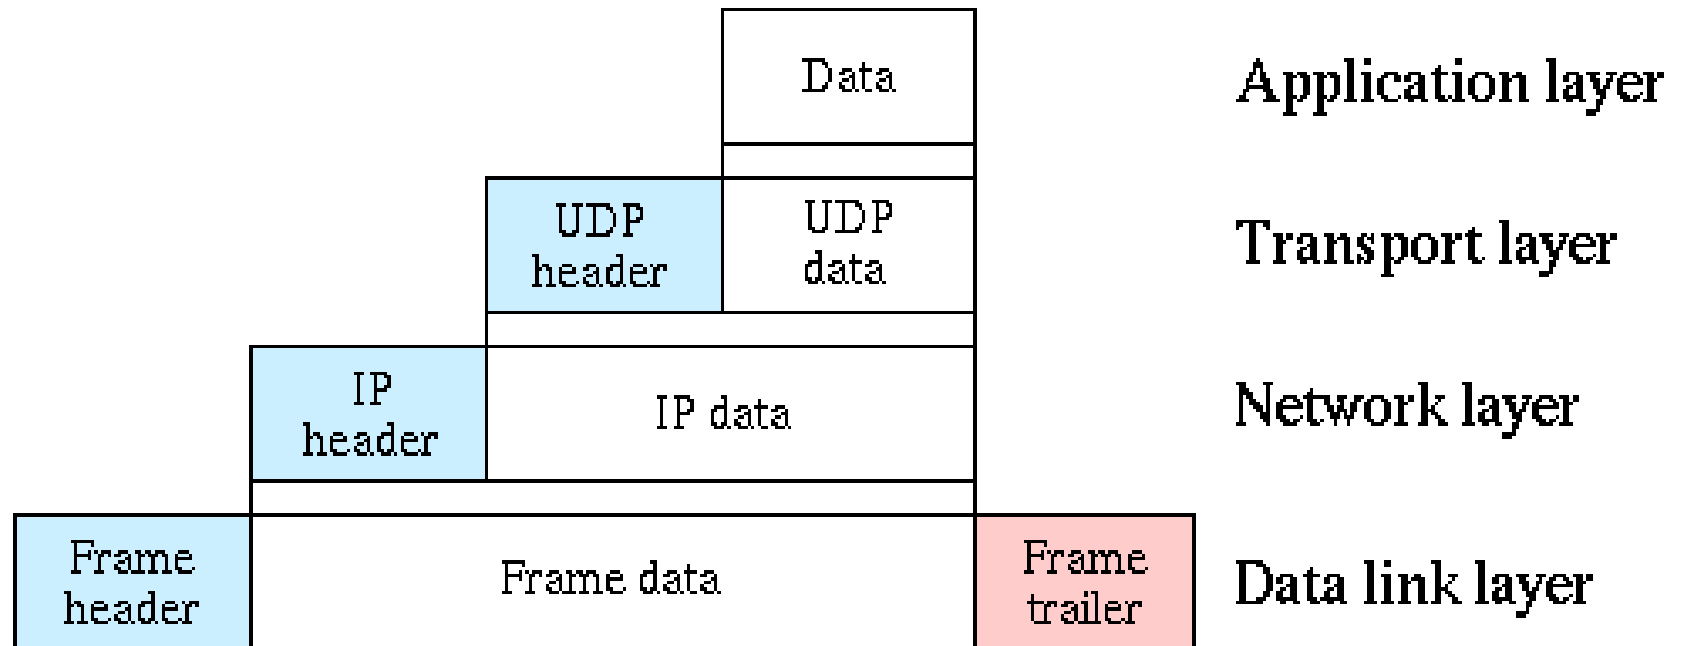 Data
Application layer
UDP
header
UDP
data
Transport layer
IP
header
IP data
Network layer
Frame
header
Frame data
Frame
trailer
Data link layer